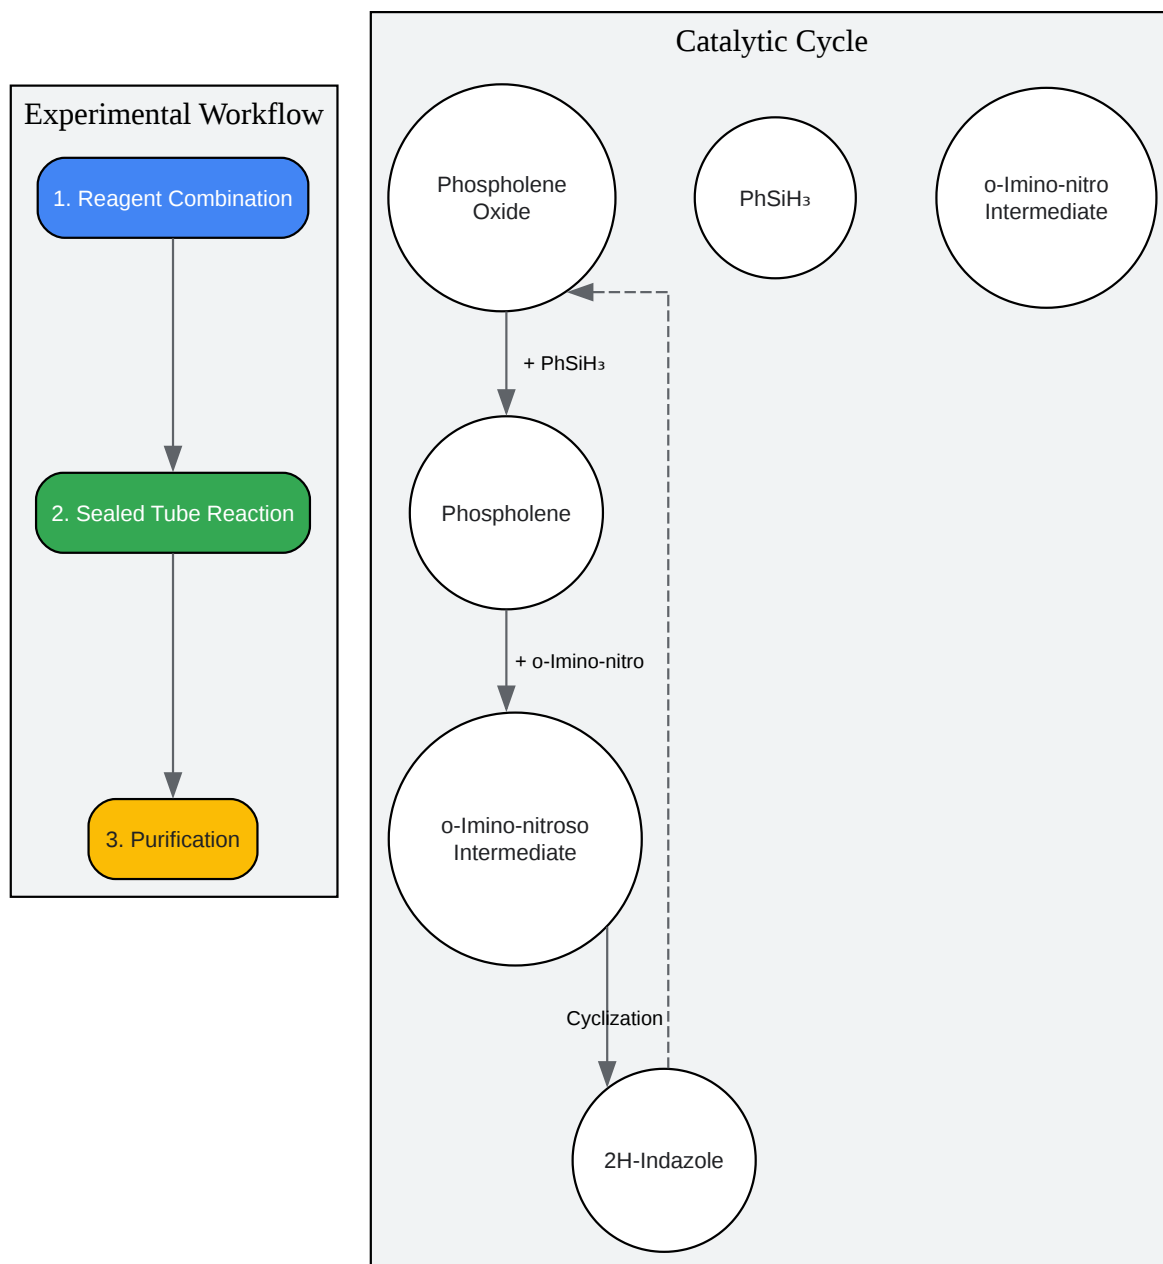 Experimental Workflow
1. Reagent Combination
2. Sealed Tube Reaction
3. Purification
Catalytic Cycle
Phospholene
Oxide
PhSiH₃
o-Imino-nitro
Intermediate
+ PhSiH₃
Phospholene
+ o-Imino-nitro
o-Imino-nitroso
Intermediate
Cyclization
2H-Indazole